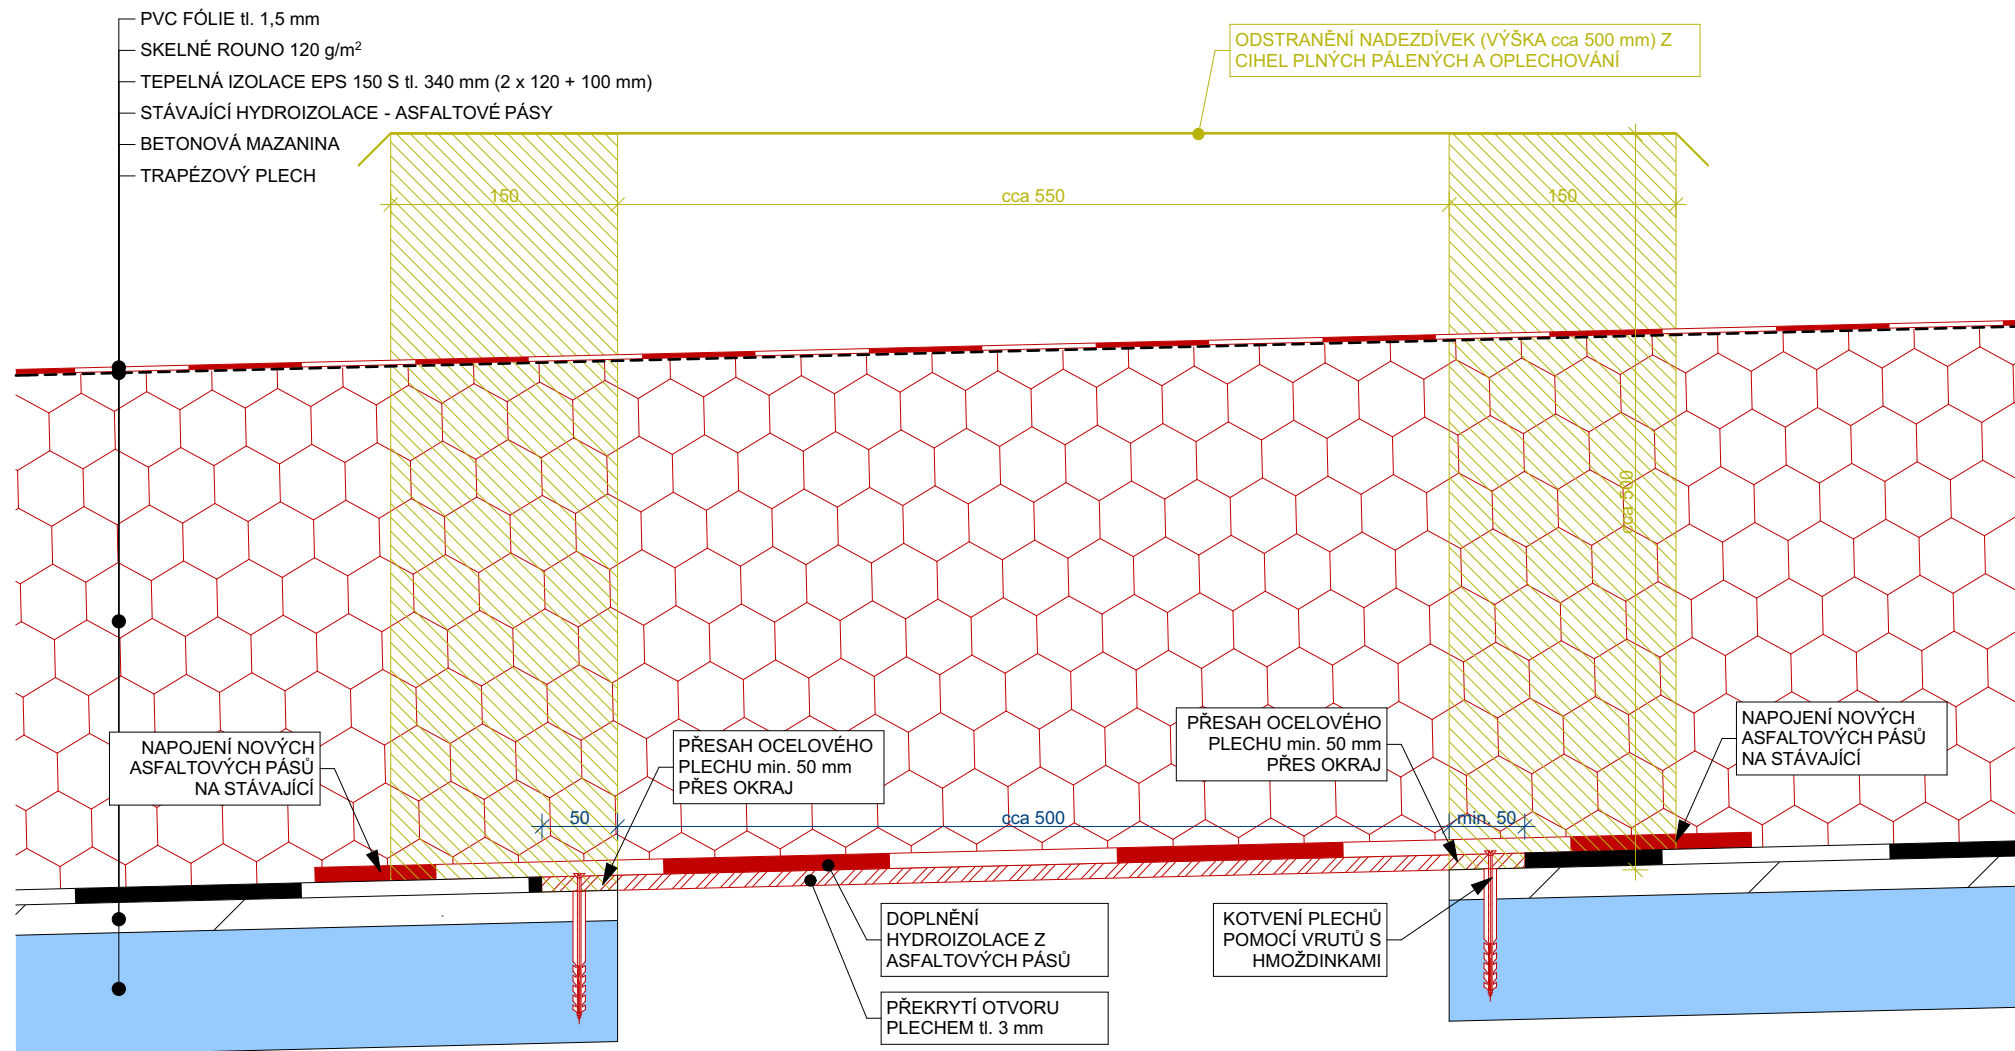 PVC FÓLIE tl. 1,5 mm
SKELNÉ ROUNO 120 g/m²
TEPELNÁ IZOLACE EPS 150 S tl. 340 mm (2 x 120 + 100 mm)
STÁVAJÍCÍ HYDROIZOLACE - ASFALTOVÉ PÁSY
BETONOVÁ MAZANINA
TRAPÉZOVÝ PLECH
ODSTRANĚNÍ NADEZDÍVEK (VÝŠKA cca 500 mm) Z
CIHEL PLNÝCH PÁLENÝCH A OPLECHOVÁNÍ
150
cca 550
150
cca 500
NAPOJENÍ NOVÝCH
ASFALTOVÝCH PÁSŮ
NA STÁVAJÍCÍ
PŘESAH OCELOVÉHO
PLECHU min. 50 mm
PŘES OKRAJ
PŘESAH OCELOVÉHO
PLECHU min. 50 mm
PŘES OKRAJ
NAPOJENÍ NOVÝCH
ASFALTOVÝCH PÁSŮ
NA STÁVAJÍCÍ
50
cca 500
min. 50
DOPLNĚNÍ
HYDROIZOLACE Z
ASFALTOVÝCH PÁSŮ
KOTVENÍ PLECHŮ
POMOCÍ VRUTŮ S
HMOŽDINKAMI
PŘEKRYTÍ OTVORU
PLECHEM tl. 3 mm